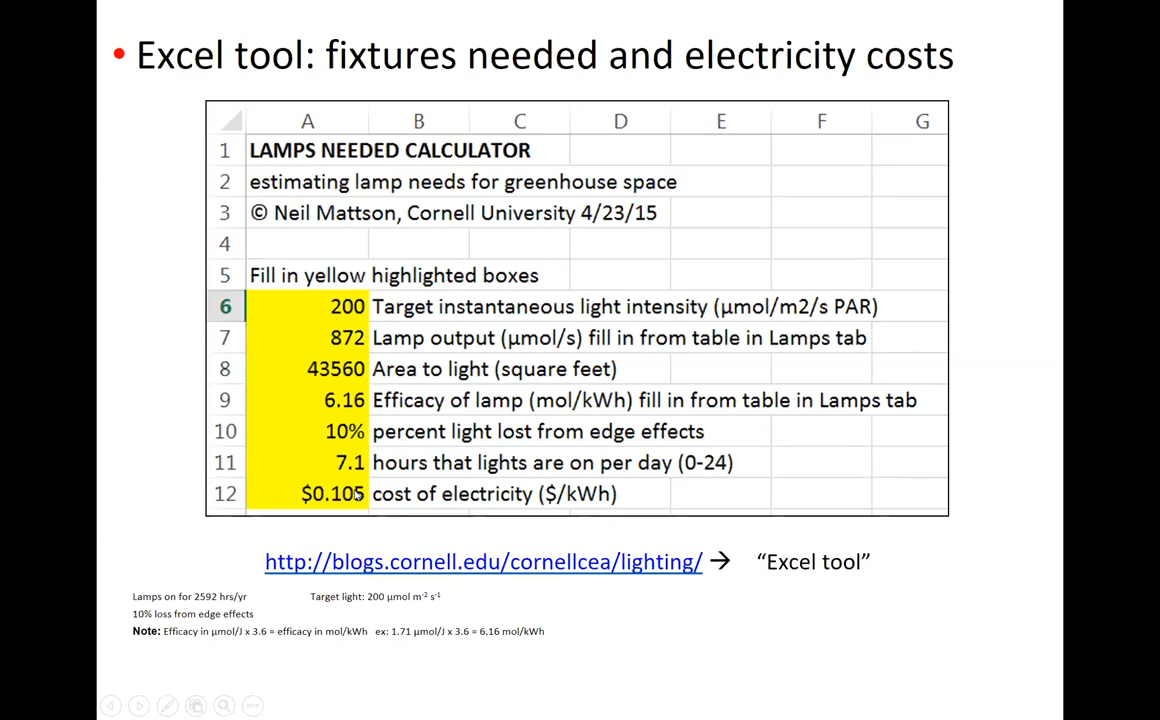 • Excel tool: fixtures needed and electricity costs
A B C D E F G
1 LAMPS NEEDED CALCULATOR
2 estimating lamp needs for greenhouse space
3 © Neil Mattson, Cornell University 4/23/15
4
5 Fill in yellow highlighted boxes
6 200 Target instantaneous light intensity (µmol/m2/s PAR)
7 872 Lamp output (µmol/s) fill in from table in Lamps tab
8 43560 Area to light (square feet)
9 6.16 Efficacy of lamp (mol/kWh) fill in from table in Lamps tab
10 10% percent light lost from edge effects
11 7.1 hours that lights are on per day (0-24)
12 $0.105 cost of electricity ($/kWh)
http://blogs.cornell.edu/cornellcea/lighting/ → “Excel tool”
Lamps on for 2592 hrs/yr Target light: 200 µmol m⁻² s⁻¹
10% loss from edge effects
Note: Efficacy in µmol/J x 3.6 = efficacy in mol/kWh ex: 1.71 µmol/J x 3.6 = 6.16 mol/kWh